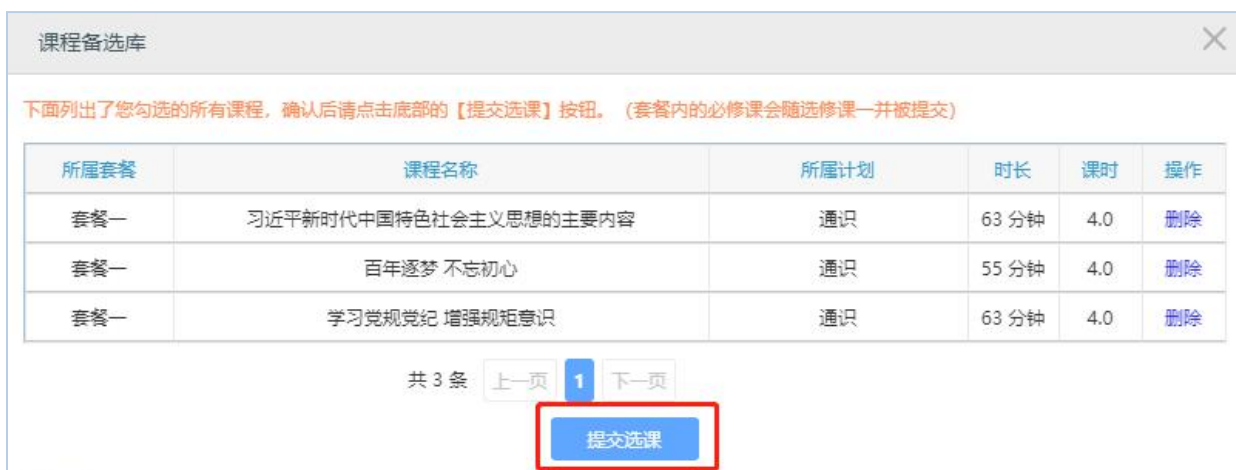 课程备选库
下面列出了您勾选的所有课程，确认后请点击底部的【提交选课】按钮。（套餐内的必修课会随选修课一并被提交）
所属套餐 课程名称 所属计划 时长 课时 操作
套餐一 习近平新时代中国特色社会主义思想的主要内容 通识 63 分钟 4.0 删除
套餐一 百年逐梦 不忘初心 通识 55 分钟 4.0 删除
套餐一 学习党规党纪 增强规矩意识 通识 63 分钟 4.0 删除
共 3 条 上一页 1 下一页
提交选课